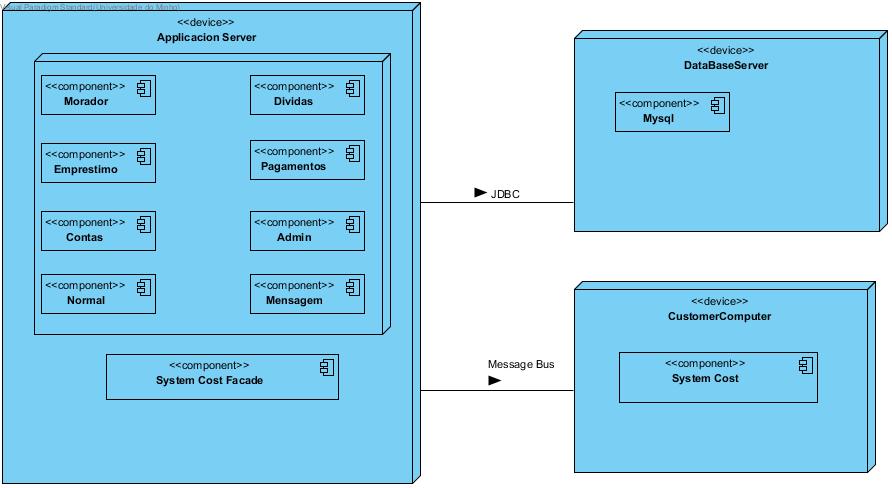 Visual Paradigm Standard(Universidade do Minho)
<<device>>
Applicacion Server
<<component>>
Morador
<<component>>
Dividas
<<component>>
Emprestimo
<<component>>
Pagamentos
<<component>>
Contas
<<component>>
Admin
<<component>>
Normal
<<component>>
Mensagem
<<component>>
System Cost Facade
JDBC
Message Bus
<<device>>
DataBaseServer
<<component>>
Mysql
<<device>>
CustomerComputer
<<component>>
System Cost